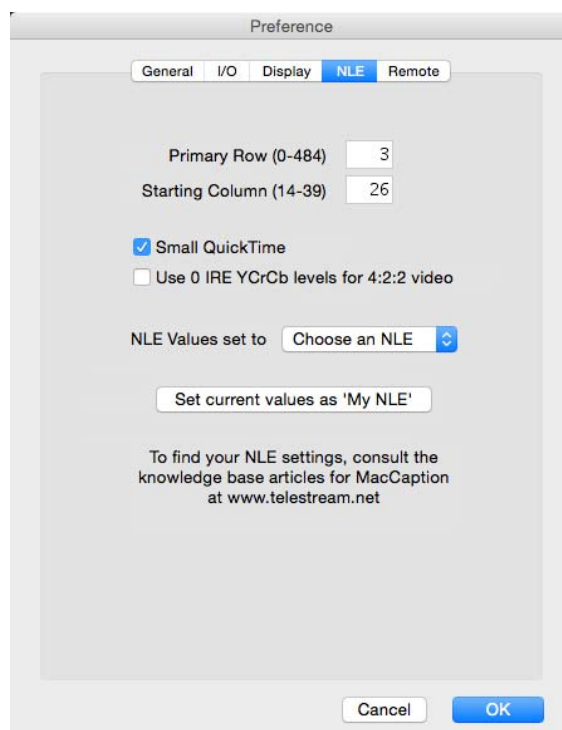 Preference
General I/O Display NLE Remote
Primary Row (0-484) 3
Starting Column (14-39) 26
Small QuickTime
Use 0 IRE YCrCb levels for 4:2:2 video
NLE Values set to Choose an NLE
Set current values as 'My NLE'
To find your NLE settings, consult the
knowledge base articles for MacCaption
at www.telestream.net
Cancel OK